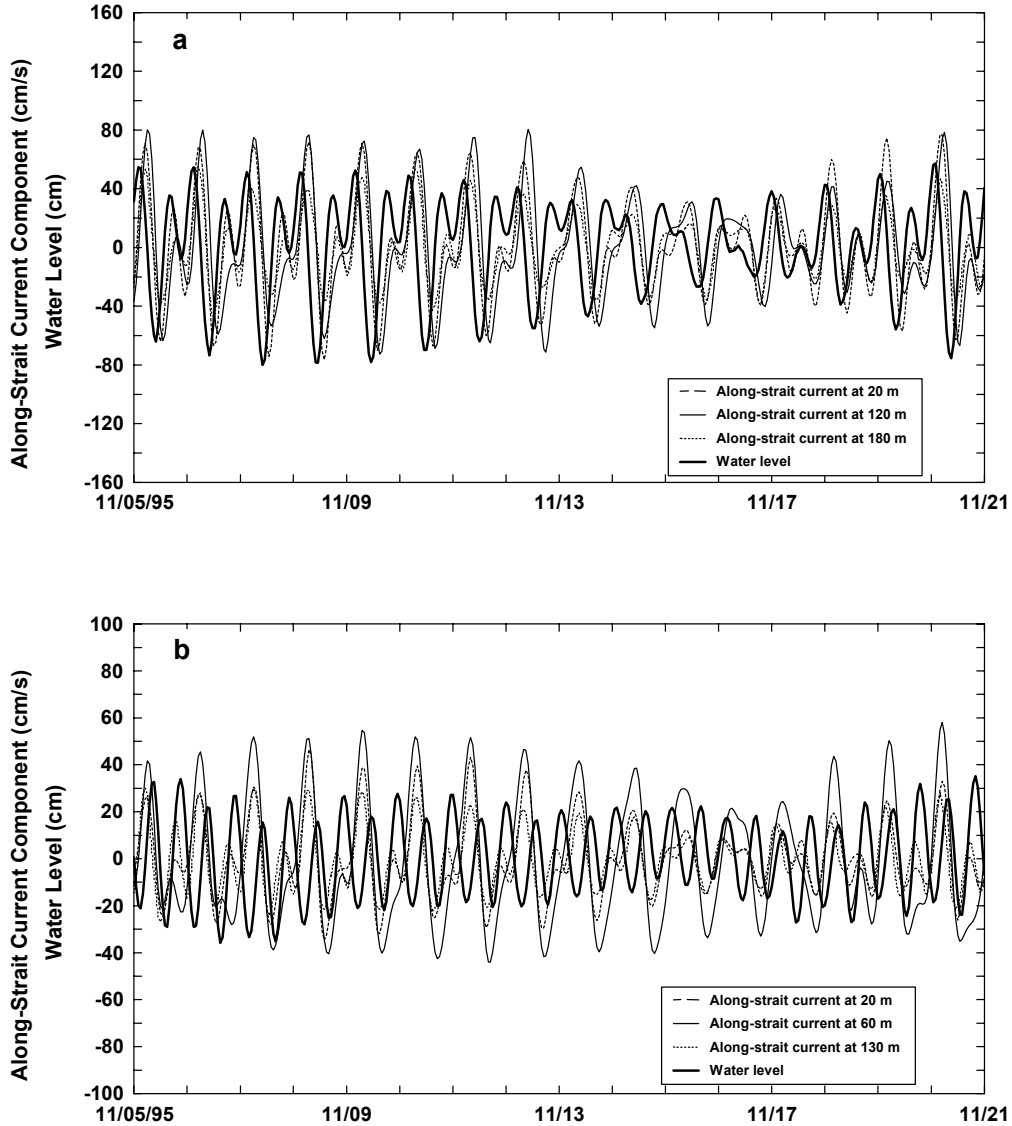 a
Along-Strait Current Component (cm/s)
Water Level (cm)
160
120
80
40
0
-40
-80
-120
-160
Along-strait current at 20 m
Along-strait current at 120 m
Along-strait current at 180 m
Water level
11/05/95
11/09
11/13
11/17
11/21
b
Along-Strait Current Component (cm/s)
Water Level (cm)
100
80
60
40
20
0
-20
-40
-60
-80
-100
Along-strait current at 20 m
Along-strait current at 60 m
Along-strait current at 130 m
Water level
11/05/95
11/09
11/13
11/17
11/21